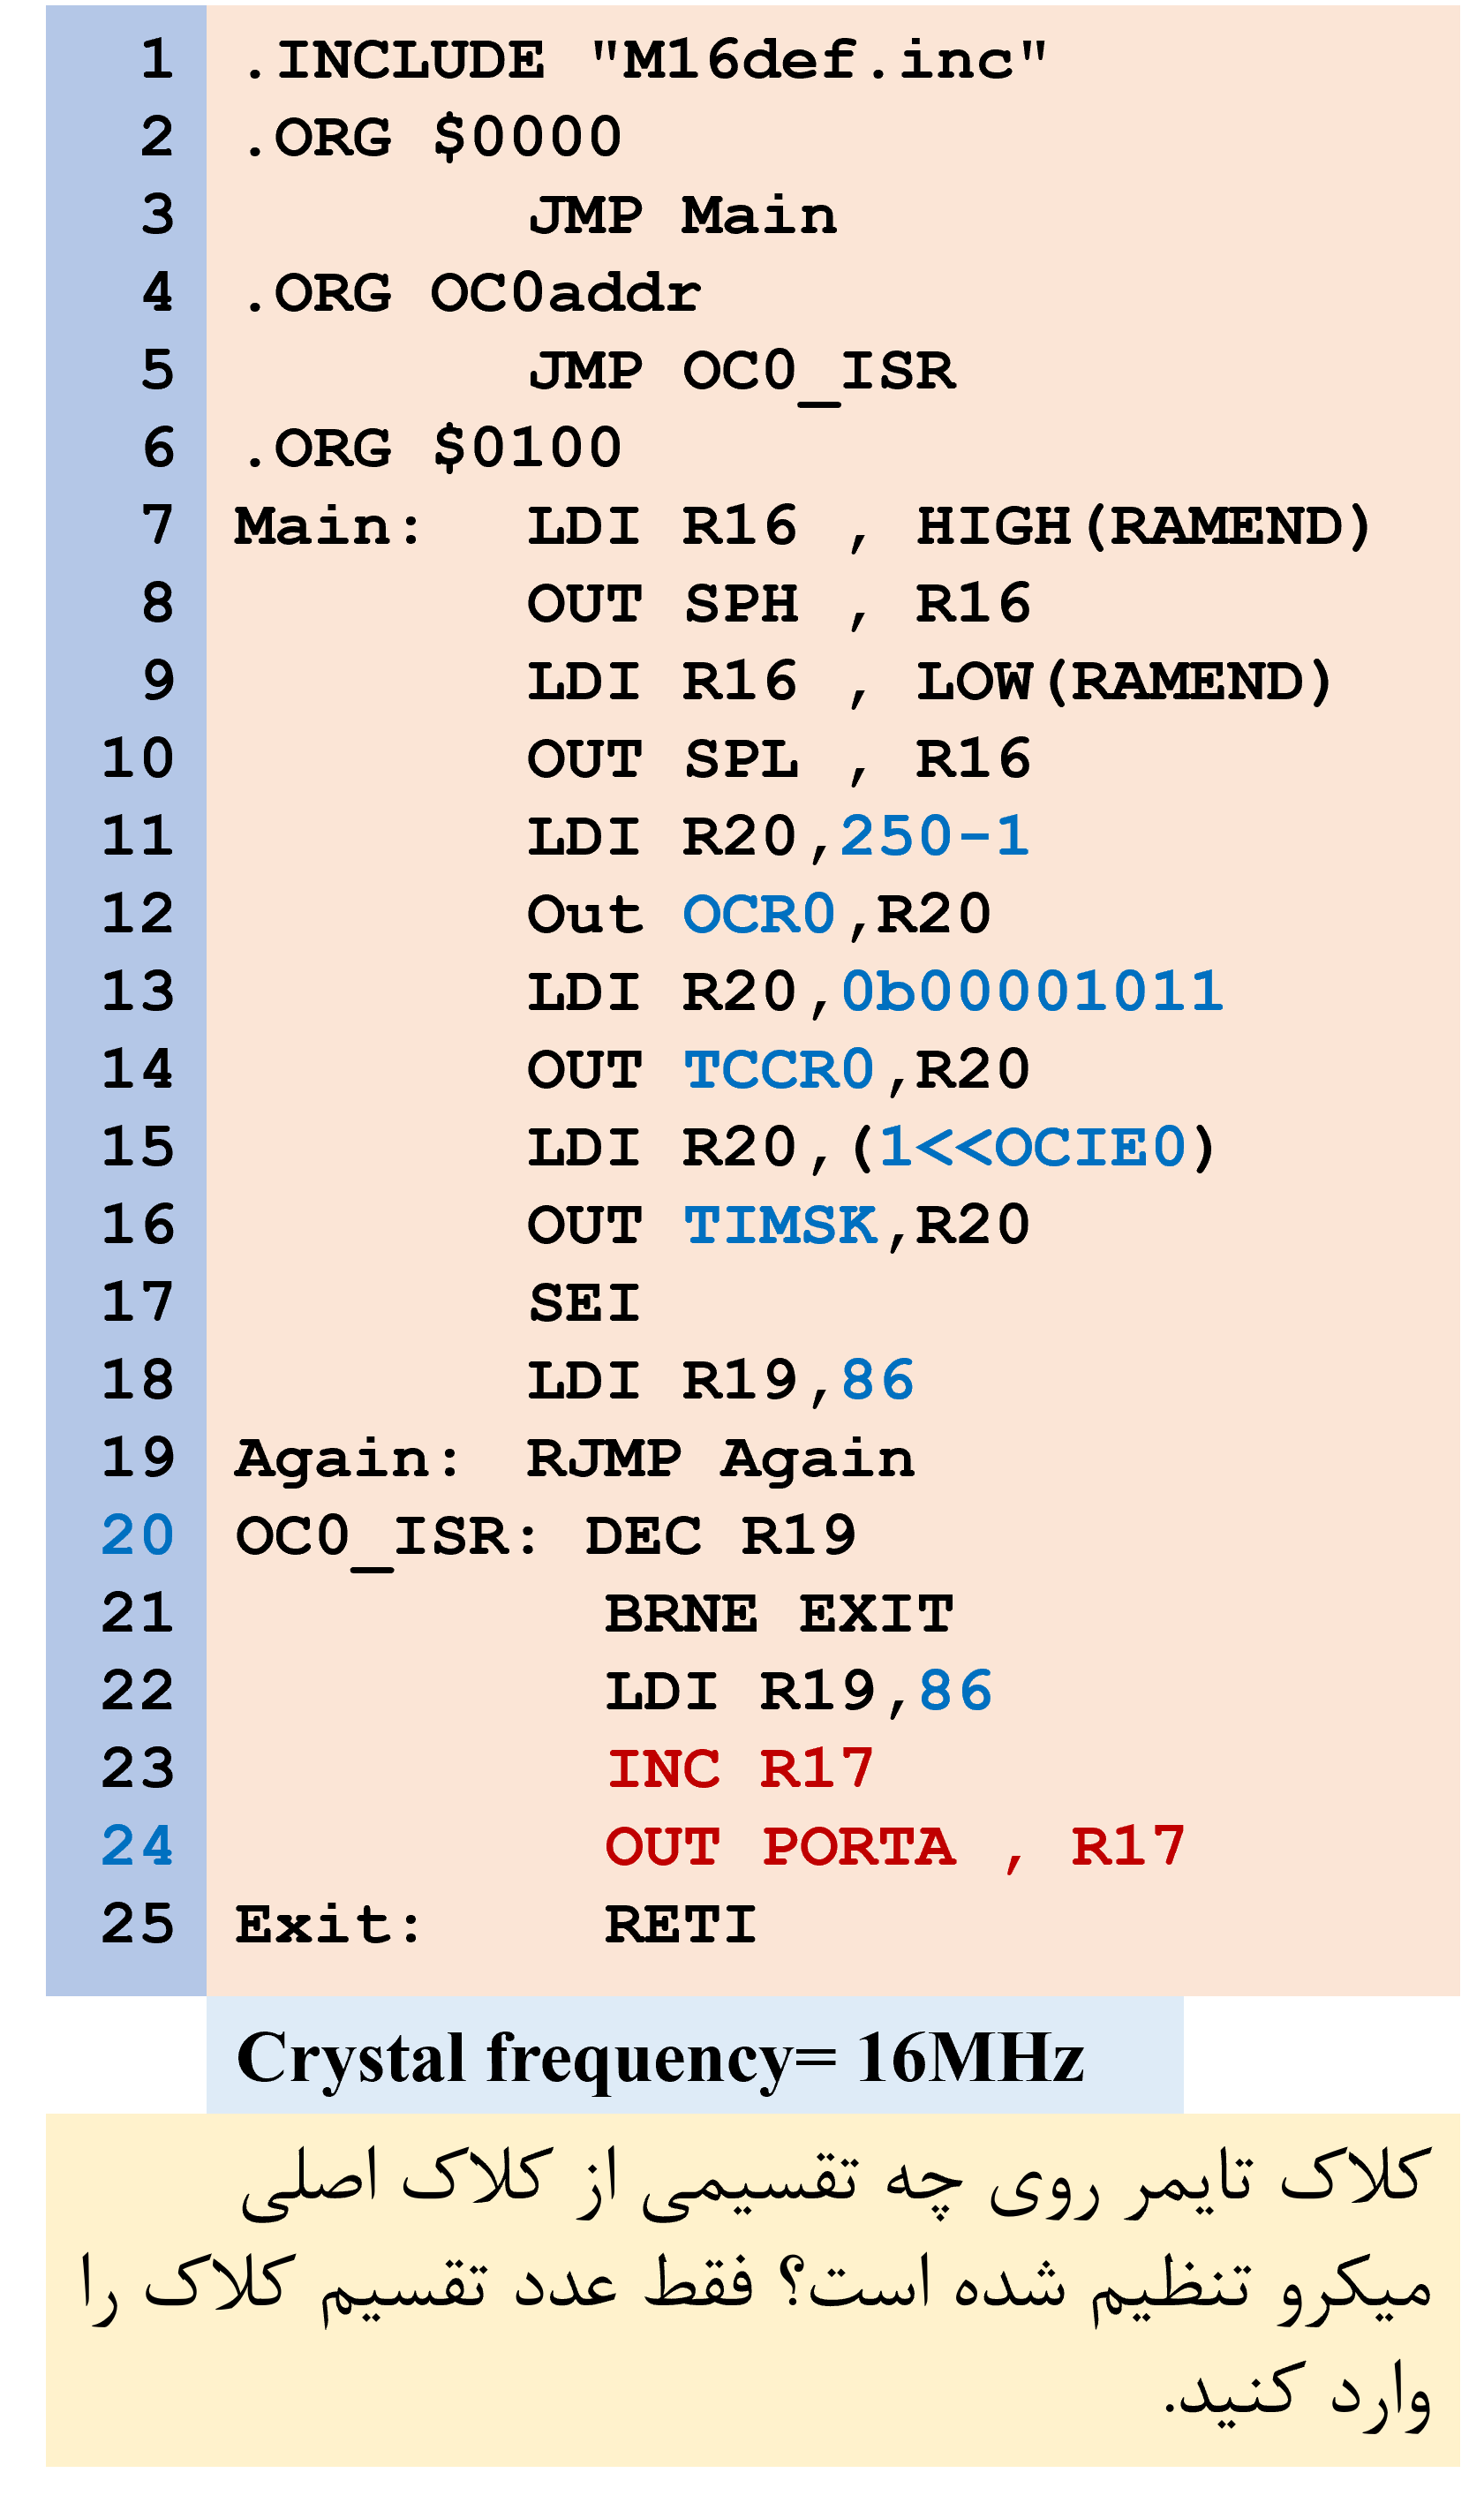 1 .INCLUDE "M16def.inc"
2 .ORG $0000
3 JMP Main
4 .ORG OC0addr
5 JMP OC0_ISR
6 .ORG $0100
7 Main: LDI R16 , HIGH(RAMEND)
8 OUT SPH , R16
9 LDI R16 , LOW(RAMEND)
10 OUT SPL , R16
11 LDI R20,250-1
12 Out OCR0,R20
13 LDI R20,0b00001011
14 OUT TCCR0,R20
15 LDI R20,(1<<OCIE0)
16 OUT TIMSK,R20
17 SEI
18 LDI R19,86
19 Again: RJMP Again
20 OC0_ISR: DEC R19
21 BRNE EXIT
22 LDI R19,86
23 INC R17
24 OUT PORTA , R17
25 Exit: RETI
Crystal frequency= 16MHz
کلاک تایمر روی چه تقسیمی از کلاک اصلی
میکرو تنظیم شده است؟ فقط عدد تقسیم کلاک را
وارد کنید.